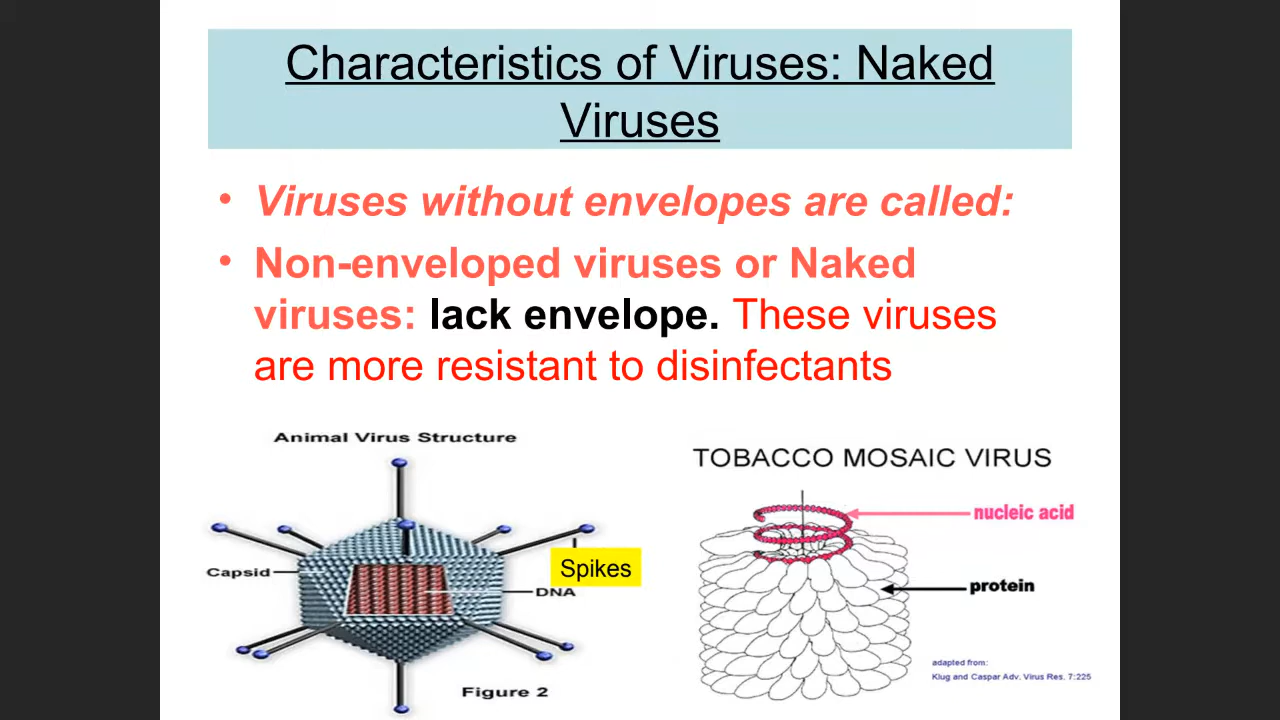 Characteristics of Viruses: Naked
Viruses
• Viruses without envelopes are called:
• Non-enveloped viruses or Naked
viruses: lack envelope. These viruses
are more resistant to disinfectants
Animal Virus Structure
Capsid
Spikes
DNA
Figure 2
TOBACCO MOSAIC VIRUS
nucleic acid
protein
adapted from:
Klug and Caspar Adv. Virus Res. 7:225